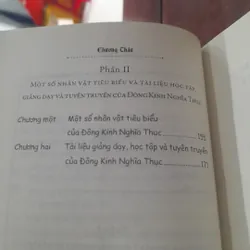 Chương Chót
Phần II
MỘT SỐ NHÂN VẬT TIÊU BIỂU VÀ TÀI LIỆU HỌC TẬP,
GIẢNG DẠY VÀ TUYÊN TRUYỀN CỦA ĐÔNG KINH NGHĨA THỤC
Chương một Một số nhân vật tiêu biểu
của Đông Kinh Nghĩa Thục
Chương hai Tài liệu giảng dạy, học tập và tuyên truyền
của Đông Kinh Nghĩa Thục 171